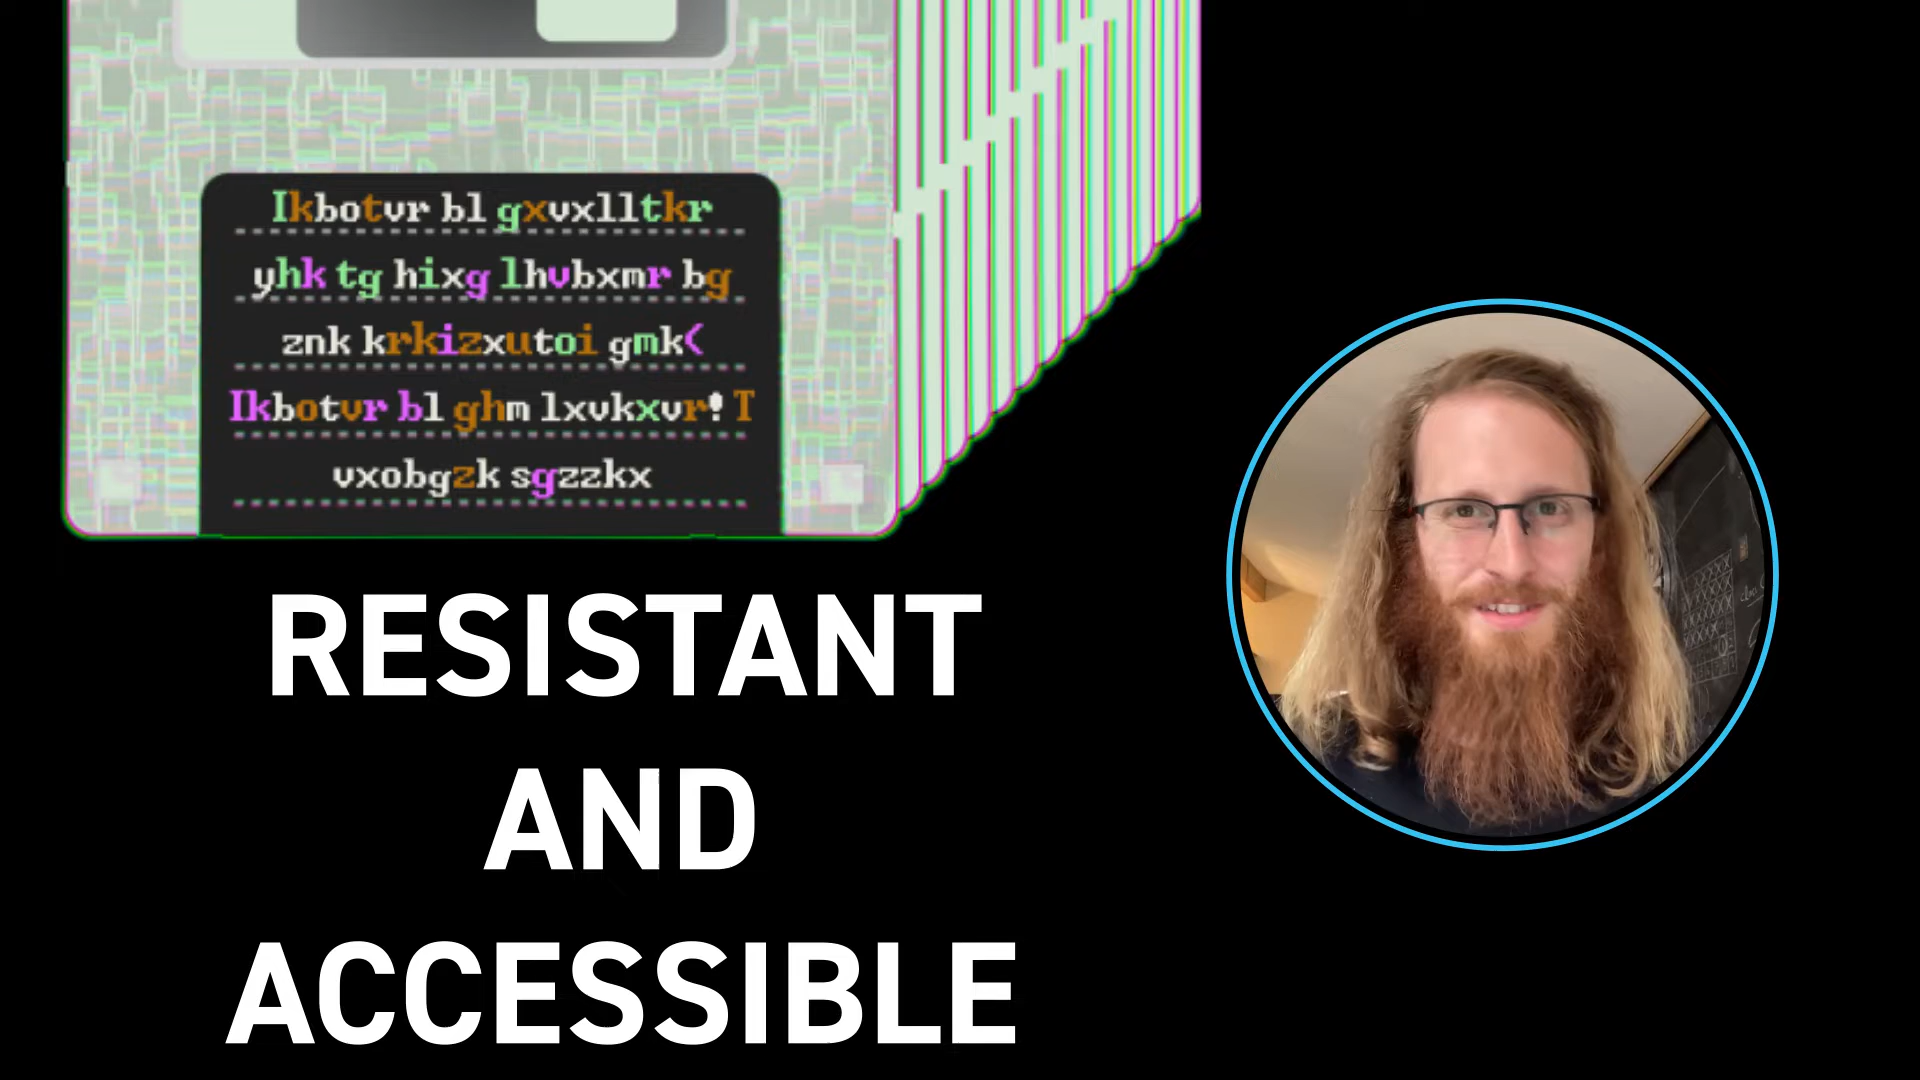 Ikbotvr bl gxvxlltkr
yhk tg hixg lhvbxmr bg
znk krkizxutoi gmk(
Ikbotvr bl ghm lxvkxvr! T
vxobgzk sgzzkx
RESISTANT
AND
ACCESSIBLE